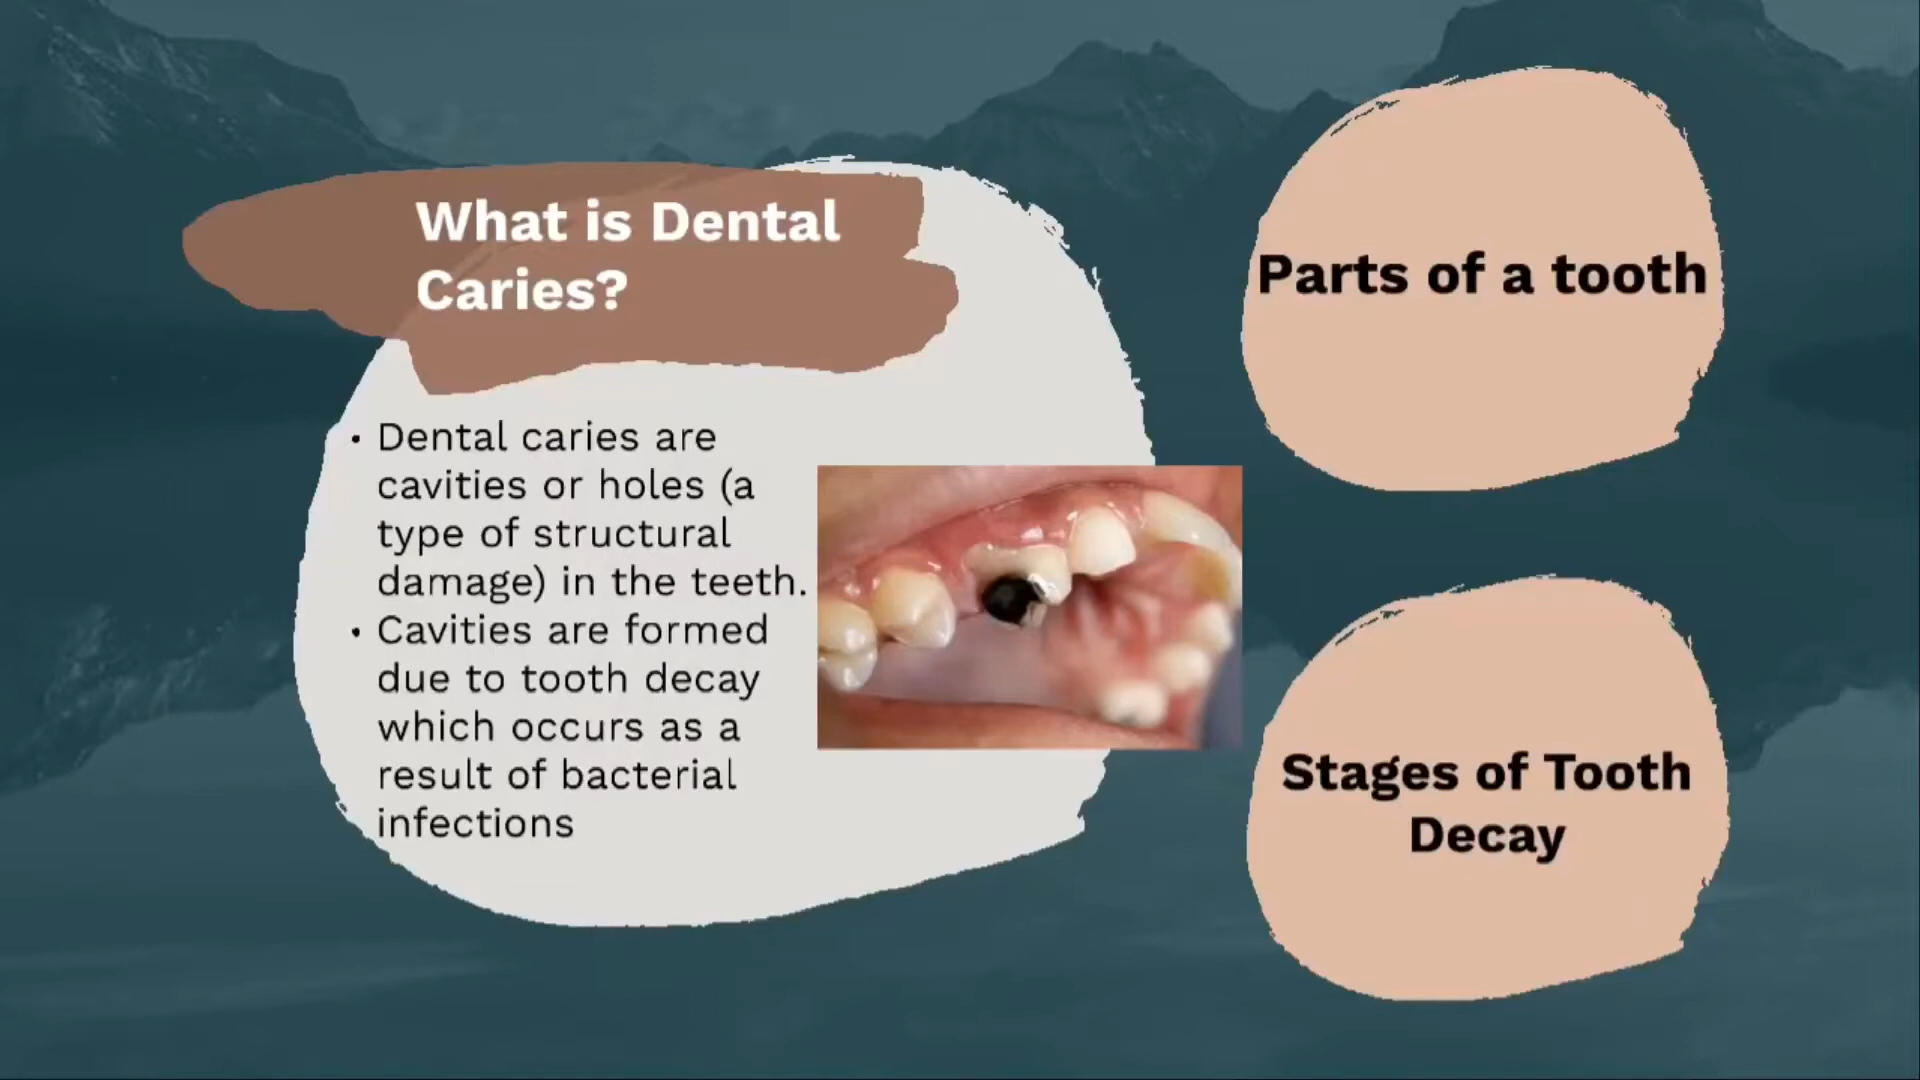 What is Dental
Caries?
• Dental caries are
cavities or holes (a
type of structural
damage) in the teeth.
• Cavities are formed
due to tooth decay
which occurs as a
result of bacterial
infections
Parts of a tooth
Stages of Tooth
Decay